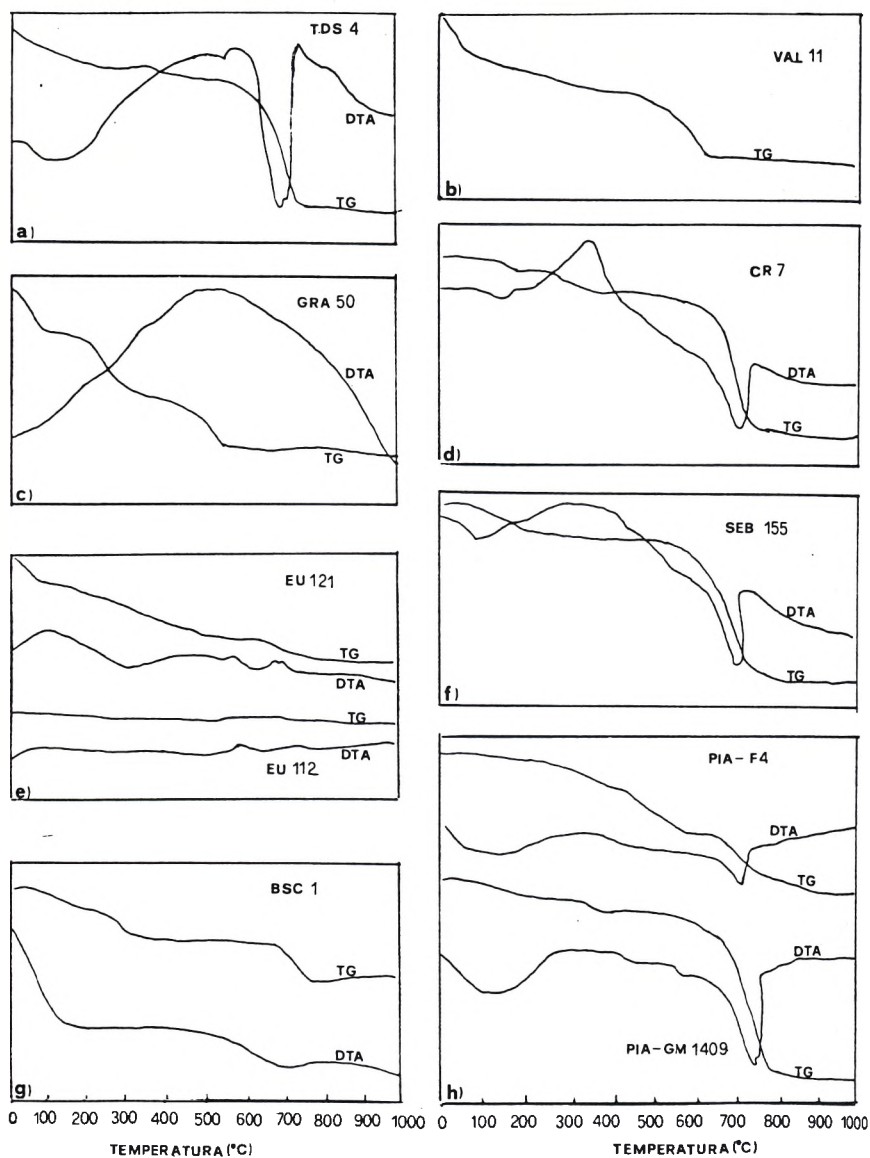 TDS 4
DTA
TG
a)
VAL 11
TG
b)
GRA 50
DTA
TG
c)
CR 7
DTA
TG
d)
EU 121
TG
DTA
TG
DTA
EU 112
e)
SEB 155
DTA
TG
f)
BSC 1
TG
DTA
g)
0 100 200 300 400 500 600 700 800 900 1000
TEMPERATURA (°C)
PIA-F4
DTA
TG
DTA
PIA-GM 1409
TG
h)
0 100 200 300 400 500 600 700 800 900 1000
TEMPERATURA (°C)